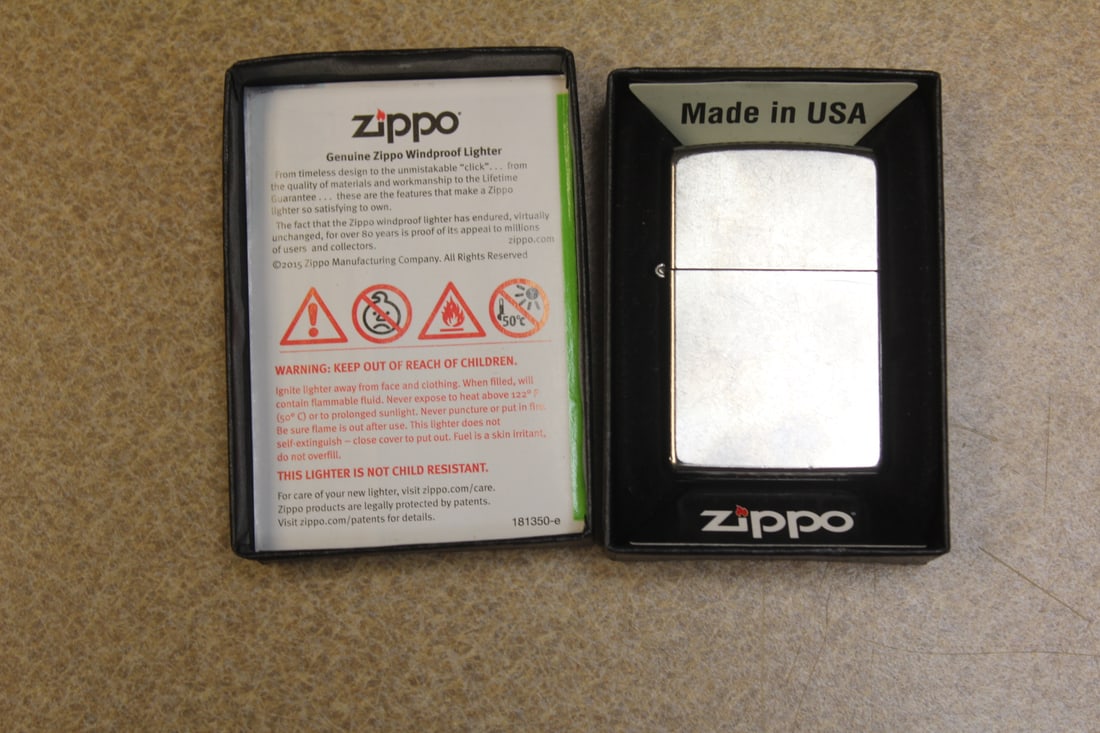 zippo
Genuine Zippo Windproof Lighter
From timeless design to the unmistakable “click”. . . from
the quality of materials and workmanship to the Lifetime
Guarantee . . . these are the features that make a Zippo
lighter so satisfying to own.
The fact that the Zippo windproof lighter has endured, virtually
unchanged, for over 80 years is proof of its appeal to millions
of users and collectors.
zippo.com
©2015 Zippo Manufacturing Company. All Rights Reserved
50°C
WARNING: KEEP OUT OF REACH OF CHILDREN.
Ignite lighter away from face and clothing. When filled, will
contain flammable fluid. Never expose to heat above 122° F
(50° C) or to prolonged sunlight. Never puncture or put in fire.
Be sure flame is out after use. This lighter does not
self-extinguish – close cover to put out. Fuel is a skin irritant,
do not overfill.
THIS LIGHTER IS NOT CHILD RESISTANT.
For care of your new lighter, visit zippo.com/care.
Zippo products are legally protected by patents.
Visit zippo.com/patents for details.
181350-e
Made in USA
zippo